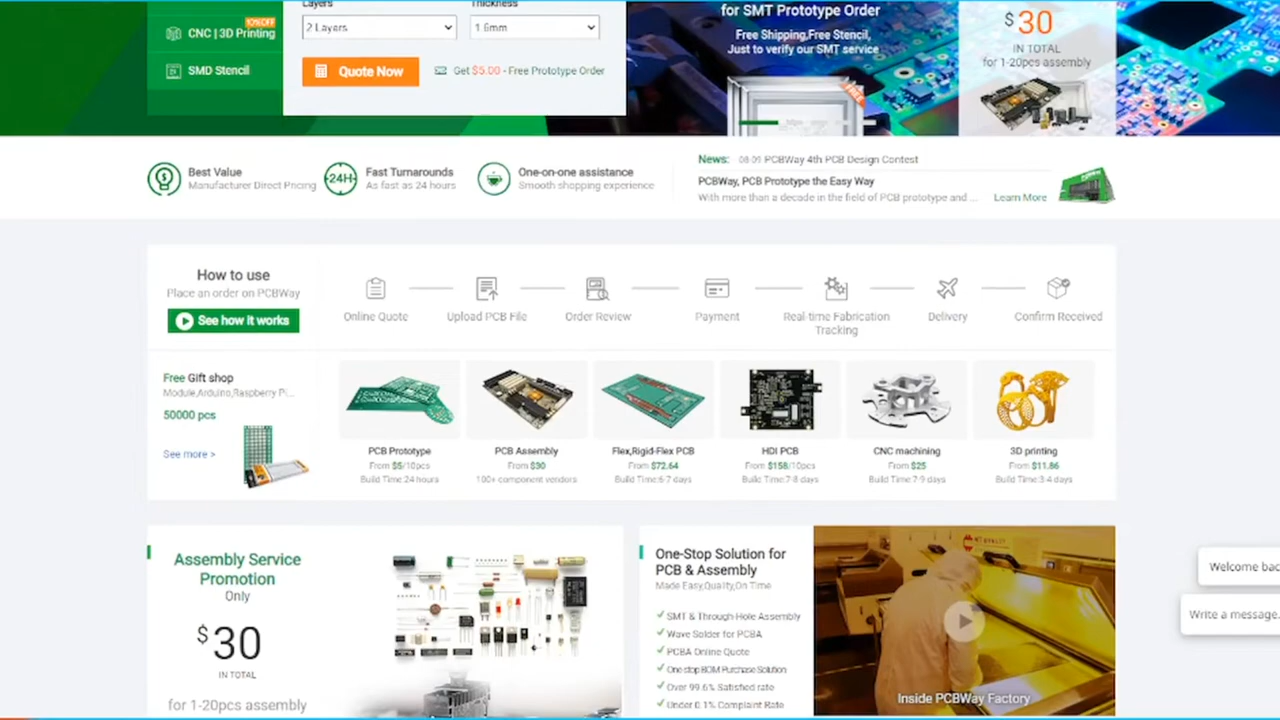 Layers
Thickness
2 Layers
1.6mm
10%OFF
CNC | 3D Printing
SMD Stencil
Quote Now
Get $5.00 - Free Prototype Order
for SMT Prototype Order
Free Shipping,Free Stencil,
Just to verify our SMT service
FREE
$30
IN TOTAL
for 1-20pcs assembly
Best Value
Manufacturer Direct Pricing
24H
Fast Turnarounds
As fast as 24 hours
One-on-one assistance
Smooth shopping experience
News: 08-09 PCBWay 4th PCB Design Contest
PCBWay, PCB Prototype the Easy Way
With more than a decade in the field of PCB prototype and ... Learn More
How to use
Place an order on PCBWay
See how it works
Online Quote
Upload PCB File
Order Review
Payment
Real-time Fabrication
Tracking
Delivery
Confirm Received
Free Gift shop
Module,Arduino,Raspberry Pi...
50000 pcs
See more >
PCB Prototype
From $5/10pcs
Build Time:24 hours
PCB Assembly
From $30
100+ component vendors
Flex,Rigid-Flex PCB
From $72.64
Build Time:6-7 days
HDI PCB
From $158/10pcs
Build Time:7-8 days
CNC machining
From $25
Build Time:7-9 days
3D printing
From $11.86
Build Time:3-4 days
Assembly Service
Promotion
Only
$30
IN TOTAL
for 1-20pcs assembly
One-Stop Solution for
PCB & Assembly
Made Easy,Quality,On Time
SMT & Through-Hole Assembly
Wave Solder for PCBA
PCBA Online Quote
One-stop BOM Purchase Solution
Over 99.6% Satisfied rate
Under 0.1% Complaint Rate
Inside PCBWay Factory
Welcome bac
Write a message.